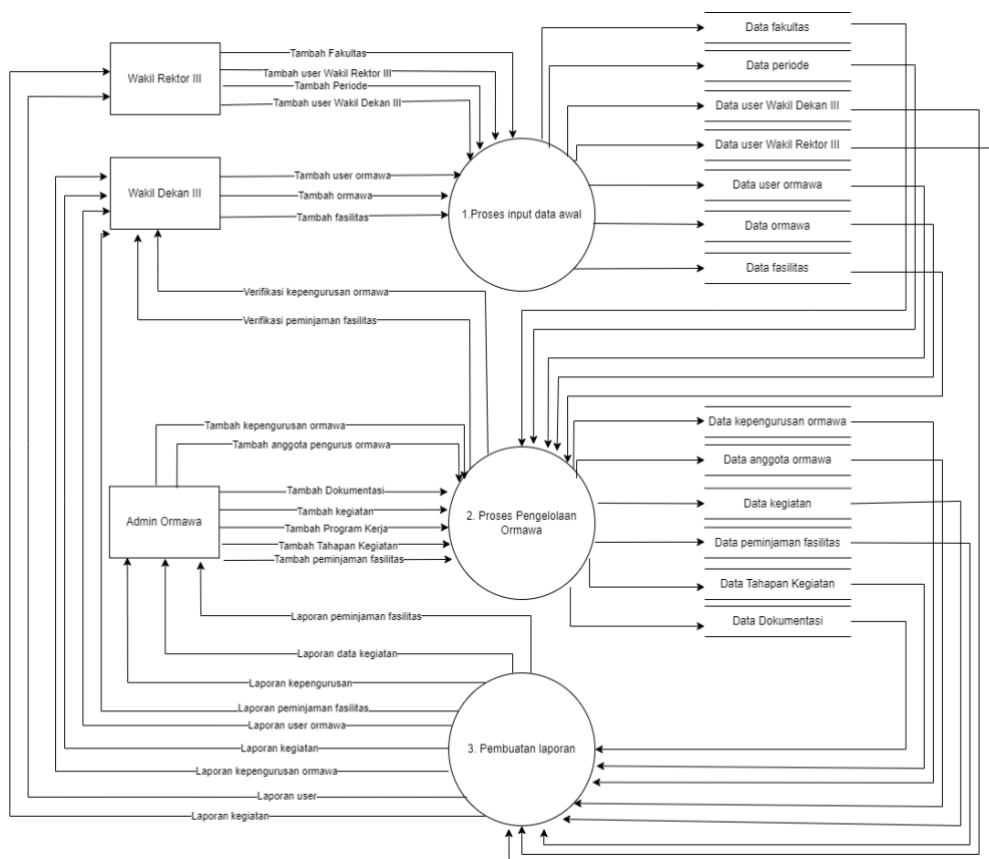 Data fakultas
Wakil Rektor III
Tambah Fakultas
Tambah user Wakil Rektor III
Tambah Periode
Tambah user Wakil Dekan III
Data periode
Data user Wakil Dekan III
Data user Wakil Rektor III
Wakil Dekan III
Tambah user ormawa
Tambah ormawa
Tambah fasilitas
1.Proses input data awal
Data user ormawa
Data ormawa
Data fasilitas
Verifikasi kepengurusan ormawa
Verifikasi peminjaman fasilitas
Tambah kepengurusan ormawa
Tambah anggota pengurus ormawa
Admin Ormawa
Tambah Dokumentasi
Tambah kegiatan
Tambah Program Kerja
Tambah Tahapan Kegiatan
Tambah peminjaman fasilitas
2. Proses Pengelolaan
Ormawa
Data kepengurusan ormawa
Data anggota ormawa
Data kegiatan
Data peminjaman fasilitas
Data Tahapan Kegiatan
Data Dokumentasi
Laporan peminjaman fasilitas
Laporan data kegiatan
Laporan kepengurusan
Laporan peminjaman fasilitas
Laporan user ormawa
Laporan kegiatan
Laporan kepengurusan ormawa
Laporan user
Laporan kegiatan
3. Pembuatan laporan